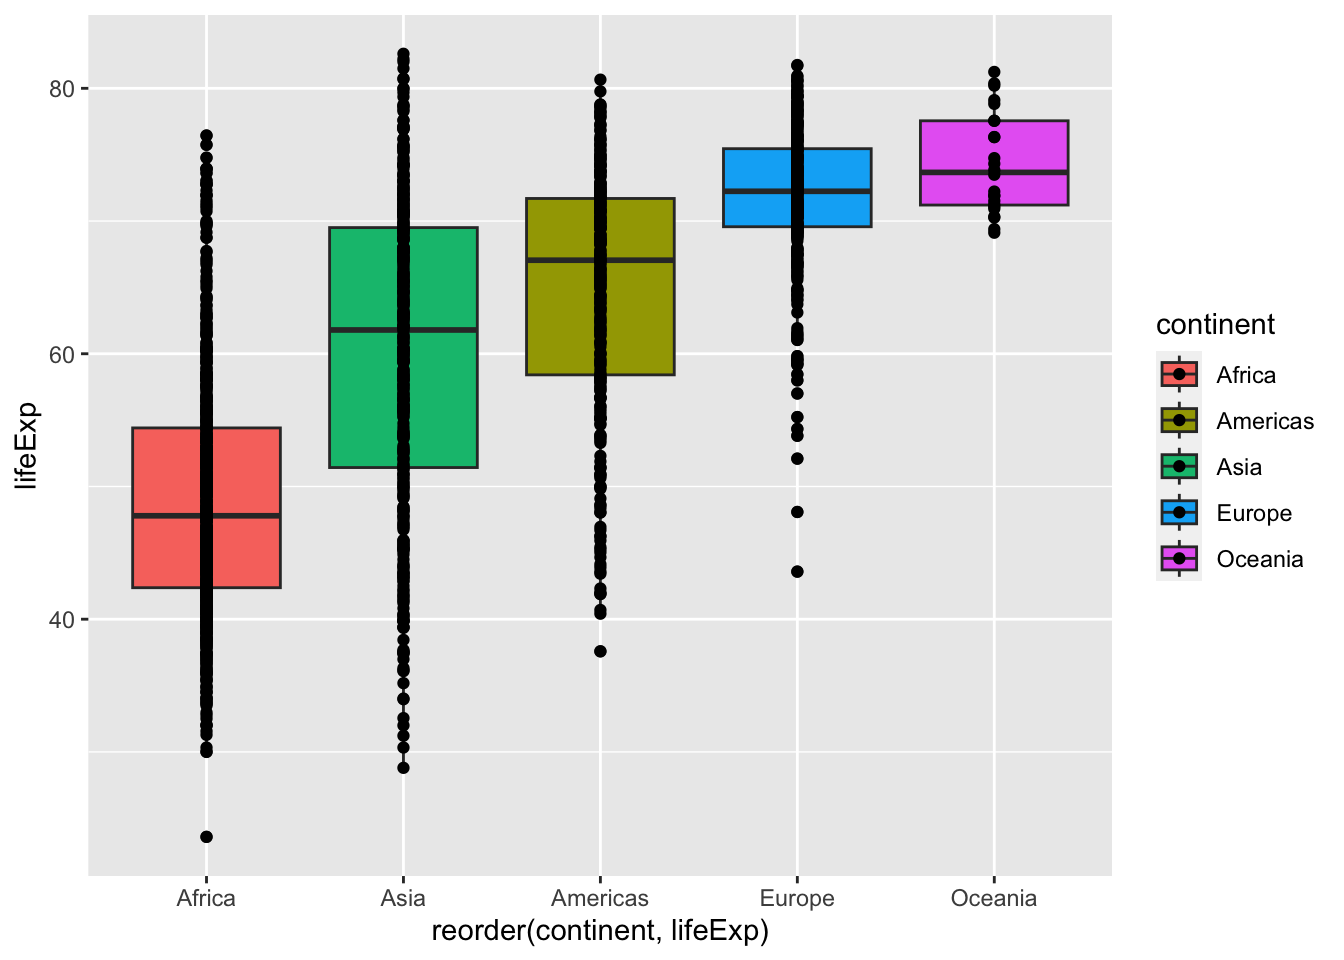 80
60
40
lifeExp
Africa
Asia
Americas
Europe
Oceania
reorder(continent, lifeExp)
continent
Africa
Americas
Asia
Europe
Oceania